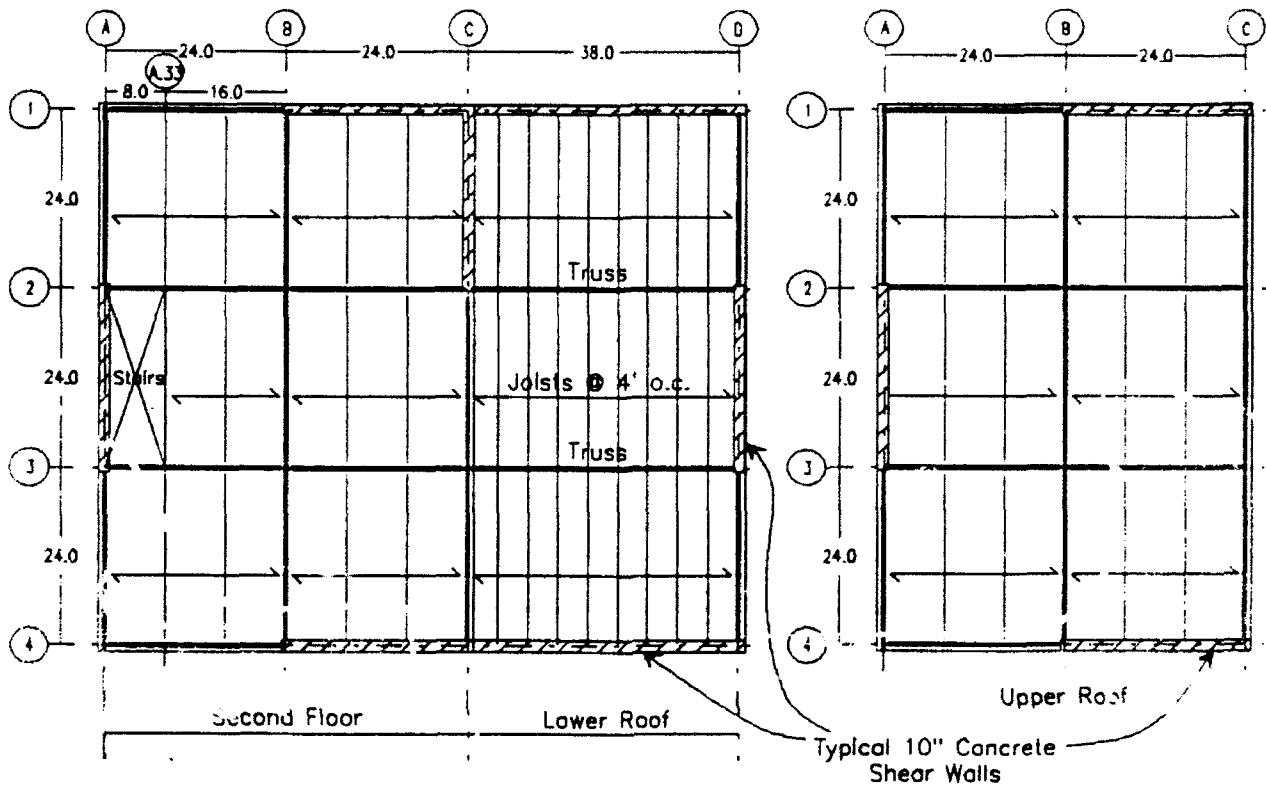 A B C D
A B C
24.0 24.0 38.0
24.0 24.0
A.33
8.0 16.0
1
1
24.0
24.0
Truss
2
2
24.0
24.0
Stairs
Joists @ 4' o.c.
Truss
3
3
24.0
24.0
4
4
Second Floor
Lower Roof
Upper Roof
Typical 10" Concrete
Shear Walls